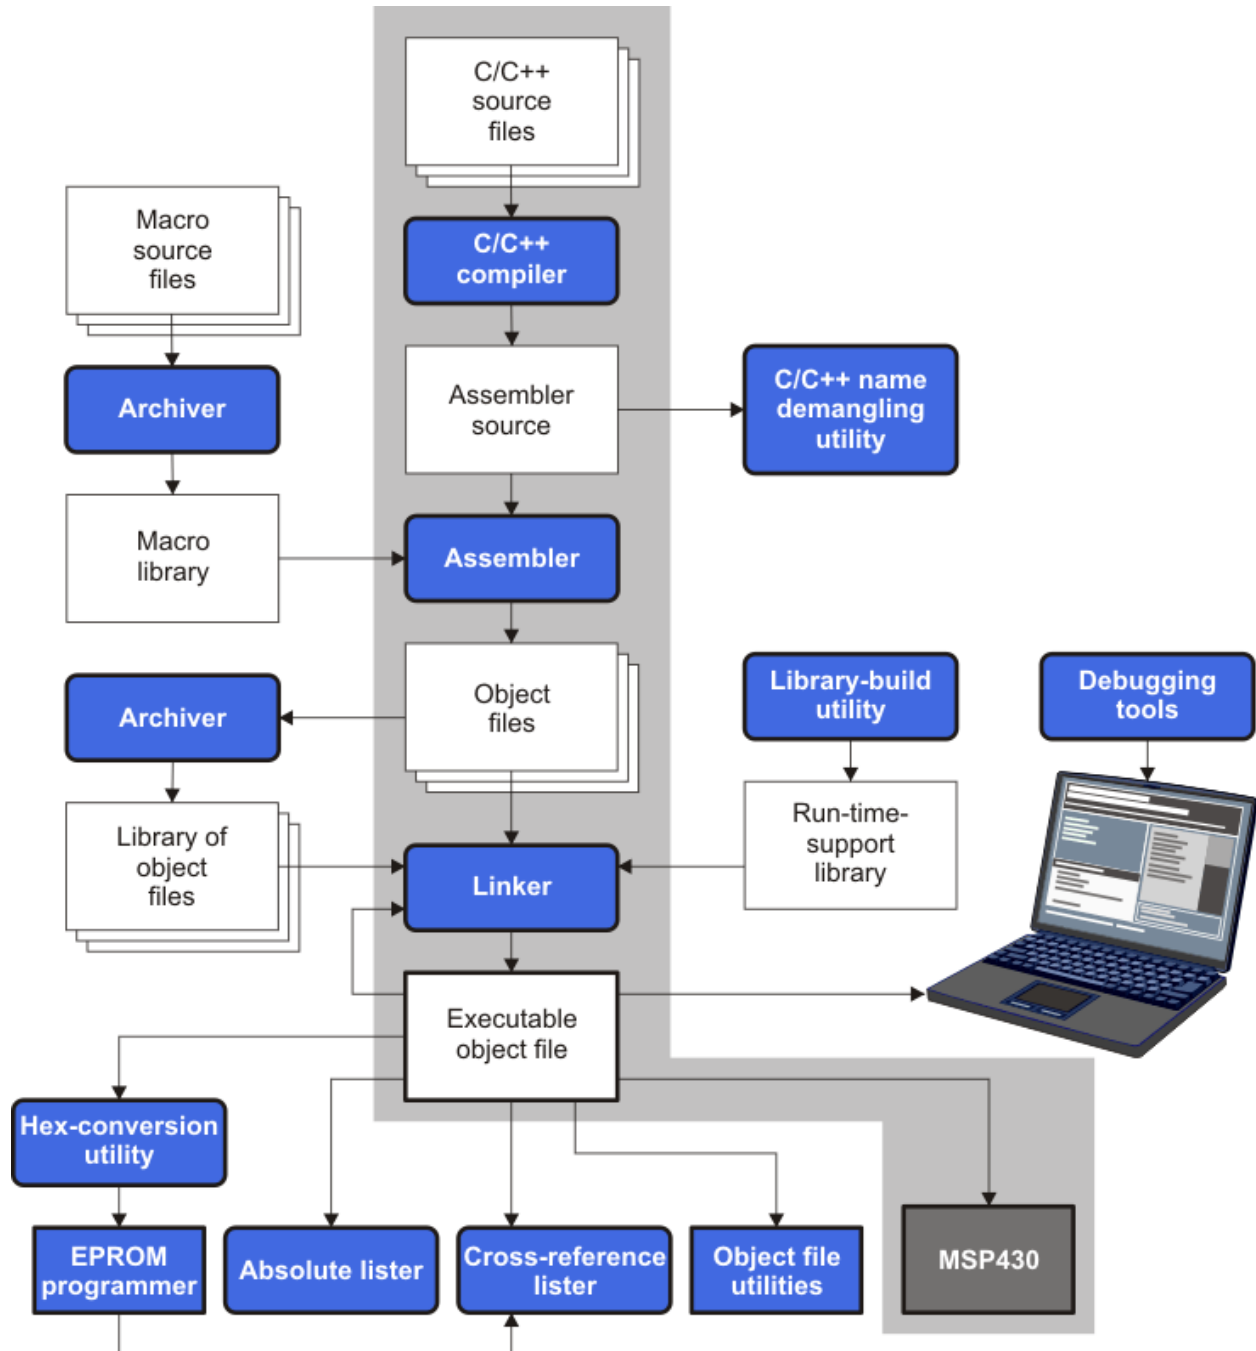 C/C++
source
files
Macro
source
files
C/C++
compiler
Archiver
Assembler
source
C/C++ name
demangling
utility
Macro
library
Assembler
Archiver
Object
files
Library-build
utility
Debugging
tools
Library of
object
files
Linker
Run-time-
support
library
Executable
object file
Hex-conversion
utility
EPROM
programmer
Absolute lister
Cross-reference
lister
Object file
utilities
MSP430